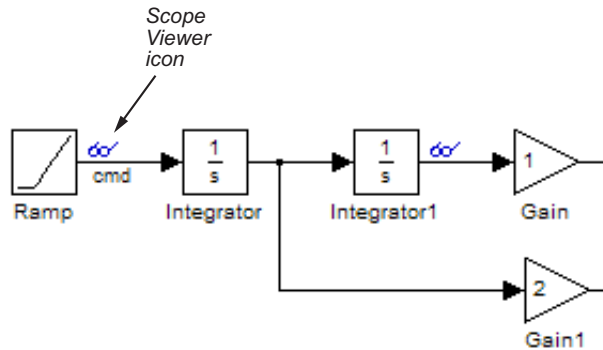 Scope
Viewer
icon
cmd
1
s
1
s
1
Ramp
Integrator
Integrator1
Gain
2
Gain1